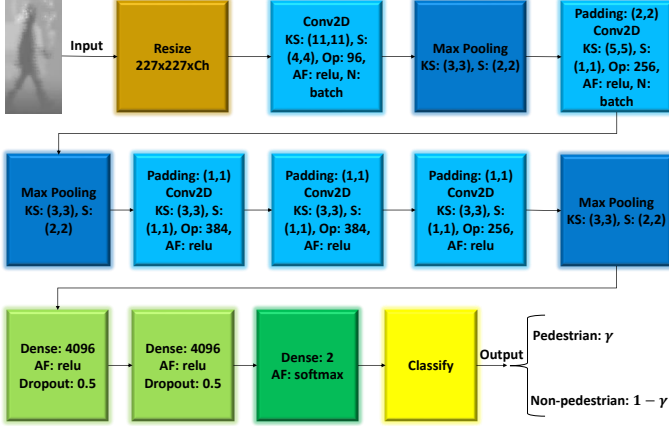 Input
Resize
227x227xCh
Conv2D
KS: (11,11), S:
(4,4), Op: 96,
AF: relu, N:
batch
Max Pooling
KS: (3,3), S: (2,2)
Padding: (2,2)
Conv2D
KS: (5,5), S:
(1,1), Op: 256,
AF: relu, N:
batch
Max Pooling
KS: (3,3), S:
(2,2)
Padding: (1,1)
Conv2D
KS: (3,3), S:
(1,1), Op: 384,
AF: relu
Padding: (1,1)
Conv2D
KS: (3,3), S:
(1,1), Op: 384,
AF: relu
Padding: (1,1)
Conv2D
KS: (3,3), S:
(1,1), Op: 256,
AF: relu
Max Pooling
KS: (3,3), S: (2,2)
Dense: 4096
AF: relu
Dropout: 0.5
Dense: 4096
AF: relu
Dropout: 0.5
Dense: 2
AF: softmax
Classify
Output
Pedestrian: γ
Non-pedestrian: 1 − γ